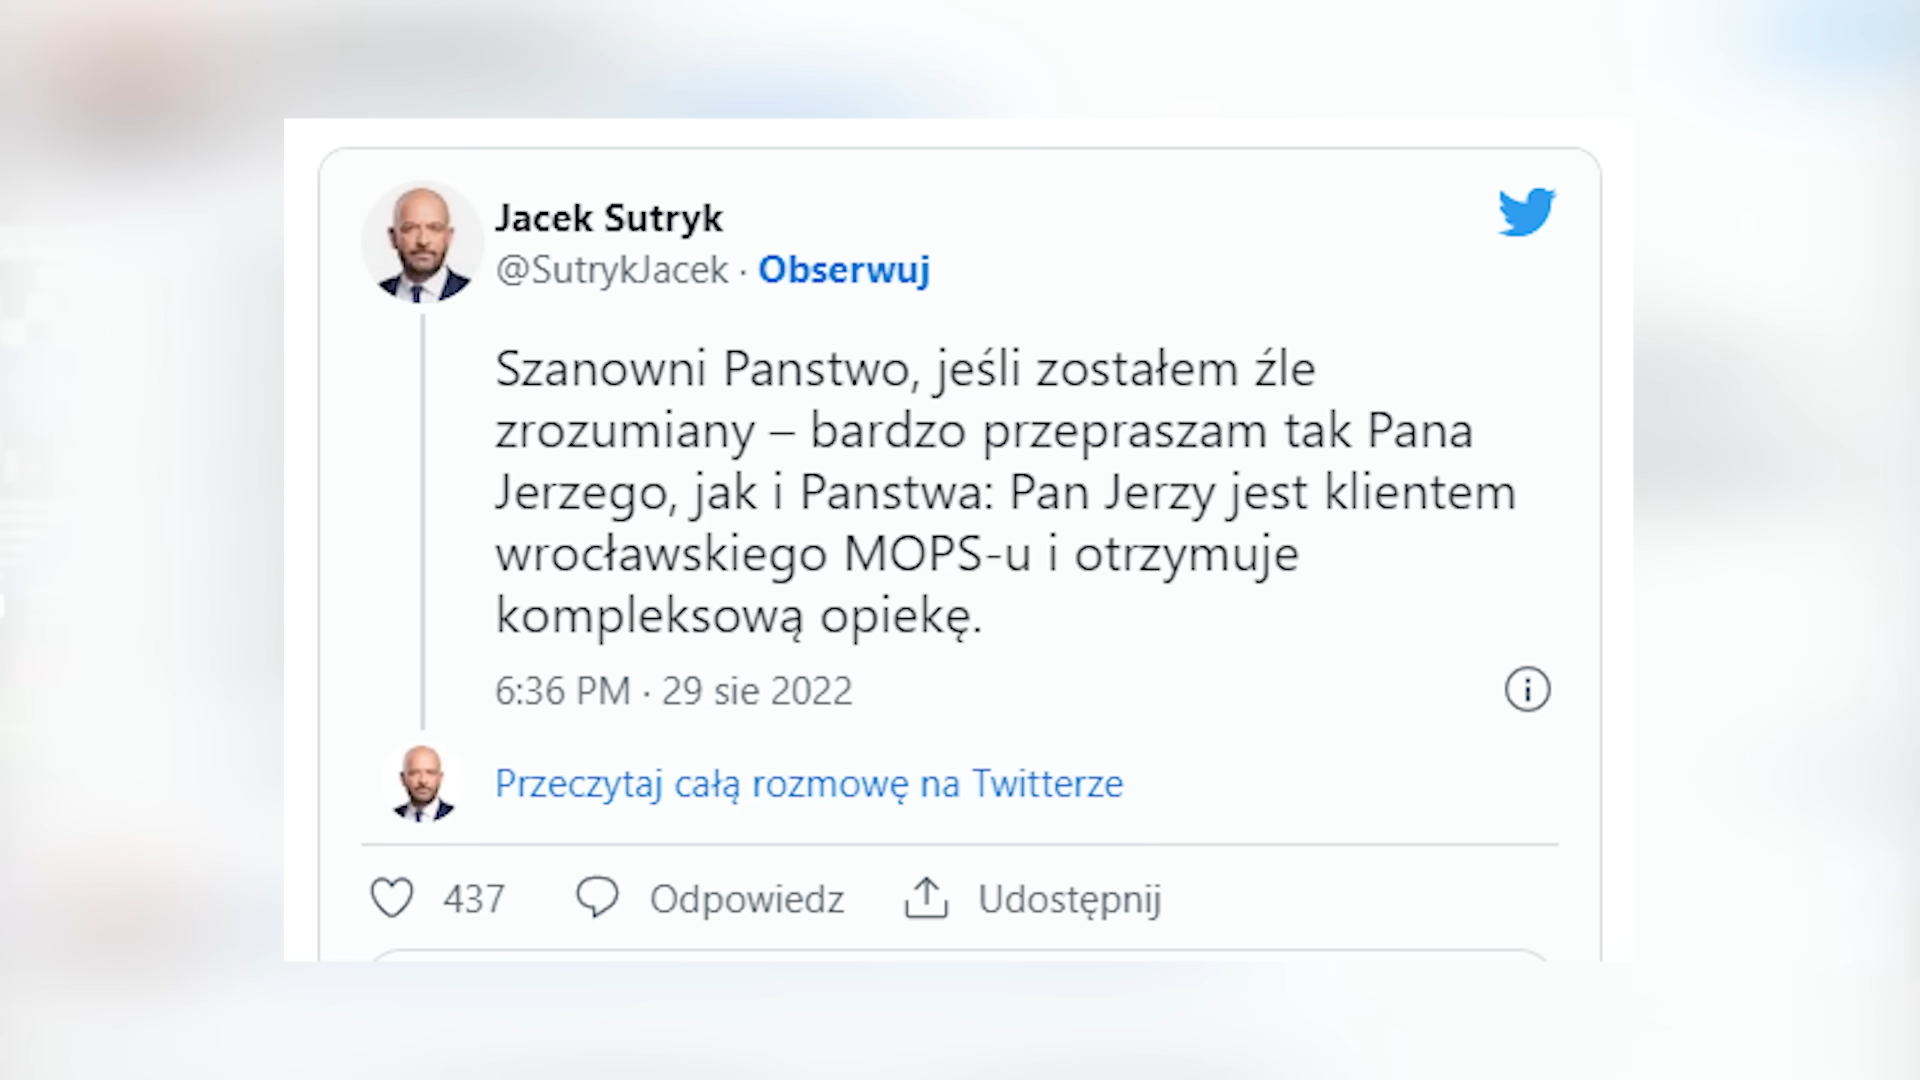 Jacek Sutryk
@SutrykJacek · Obserwuj
Szanowni Panstwo, jeśli zostałem źle
zrozumiany – bardzo przepraszam tak Pana
Jerzego, jak i Panstwa: Pan Jerzy jest klientem
wrocławskiego MOPS-u i otrzymuje
kompleksową opiekę.
6:36 PM · 29 sie 2022
Przeczytaj całą rozmowę na Twitterze
437 Odpowiedz Udostępnij